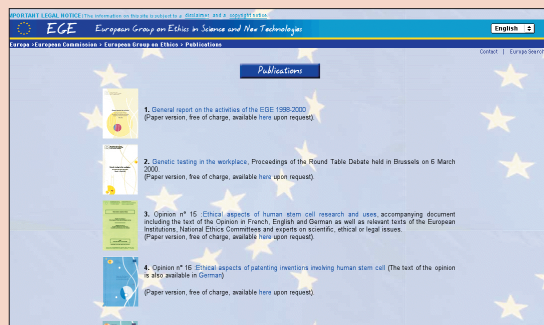 MPORTANT LEGAL NOTICE: The information on this site is subject to a disclaimer and a copyright notice
EGE European Group on Ethics in Science and New Technologies English
Europa > European Commission > European Group on Ethics > Publications
Contact | Europa Search
Publications
1. General report on the activities of the EGE 1998-2000
(Paper version, free of charge, available here upon request).
2. Genetic testing in the workplace, Proceedings of the Round Table Debate held in Brussels on 6 March
2000.
(Paper version, free of charge, available here upon request).
3. Opinion n° 15 :Ethical aspects of human stem cell research and uses, accompanying document
including the text of the Opinion in French, English and German as well as relevant texts of the European
Institutions, National Ethics Committees and experts on scientific, ethical or legal issues.
(Paper version, free of charge, available here upon request).
4. Opinion n° 16 :Ethical aspects of patenting inventions involving human stem cell (The text of the opinion
is also available in German)
(Paper version, free of charge, available here upon request).